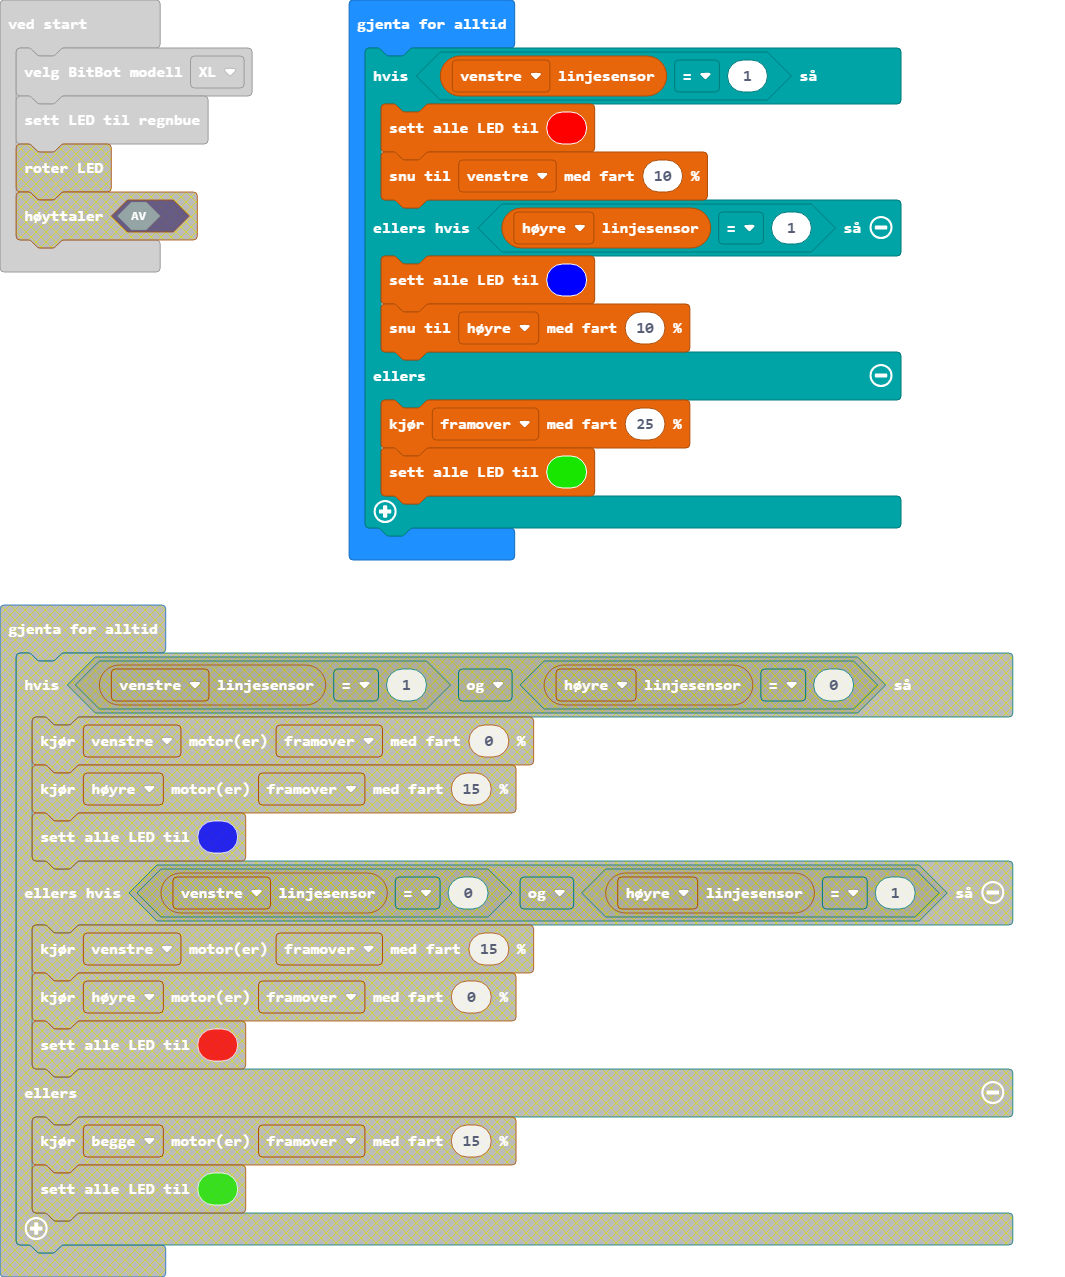 ved start
velg BitBot modell XL
sett LED til regnbue
roter LED
høyttaler AV
gjenta for alltid
hvis venstre linjesensor = 1 så
sett alle LED til
snu til venstre med fart 10 %
ellers hvis høyre linjesensor = 1 så
sett alle LED til
snu til høyre med fart 10 %
ellers
kjør framover med fart 25 %
sett alle LED til
gjenta for alltid
hvis venstre linjesensor = 1 og høyre linjesensor = 0 så
kjør venstre motor(er) framover med fart 0 %
kjør høyre motor(er) framover med fart 15 %
sett alle LED til
ellers hvis venstre linjesensor = 0 og høyre linjesensor = 1 så
kjør venstre motor(er) framover med fart 15 %
kjør høyre motor(er) framover med fart 0 %
sett alle LED til
ellers
kjør begge motor(er) framover med fart 15 %
sett alle LED til